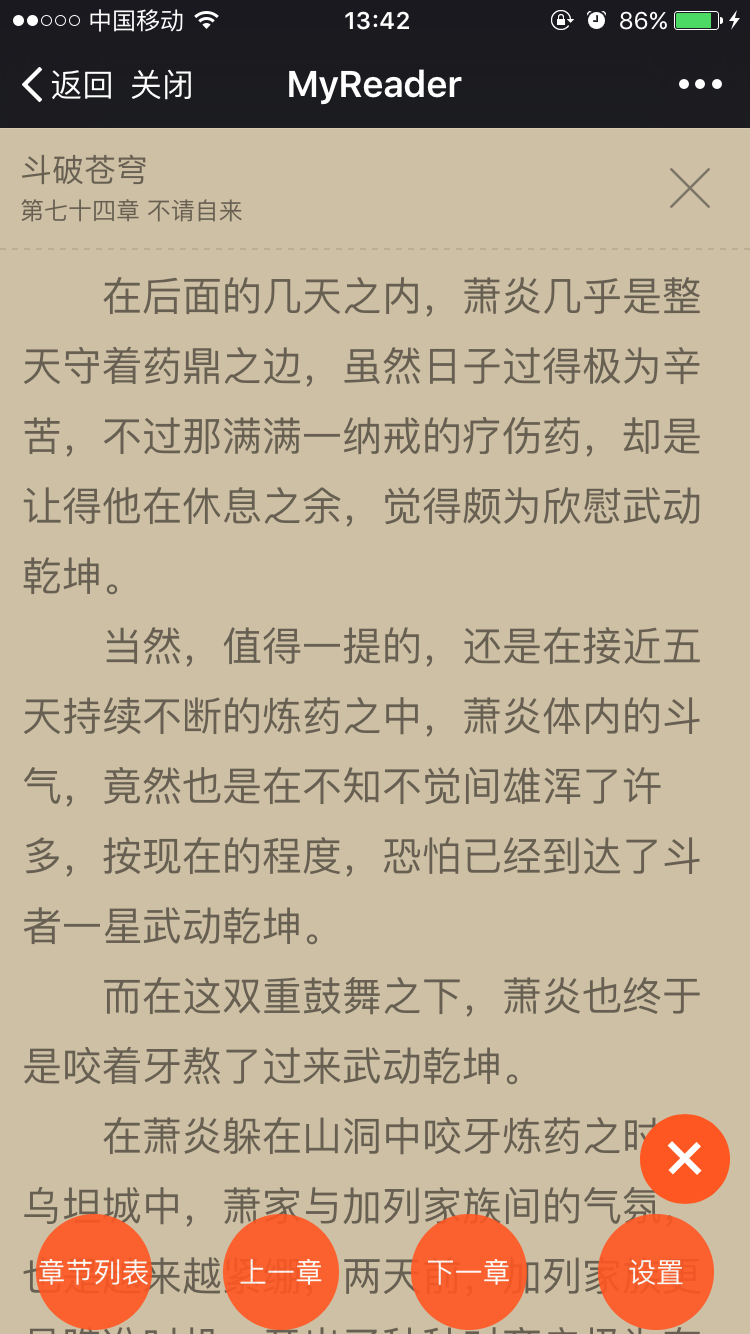 中国移动 13:42 86%
返回 关闭 MyReader
斗破苍穹
第七十四章 不请自来
在后面的几天之内，萧炎几乎是整
天守着药鼎之边，虽然日子过得极为辛
苦，不过那满满一纳戒的疗伤药，却是
让得他在休息之余，觉得颇为欣慰武动
乾坤。
当然，值得一提的，还是在接近五
天持续不断的炼药之中，萧炎体内的斗
气，竟然也是在不知不觉间雄浑了许
多，按现在的程度，恐怕已经到达了斗
者一星武动乾坤。
而在这双重鼓舞之下，萧炎也终于
是咬着牙熬了过来武动乾坤。
在萧炎躲在山洞中咬牙炼药之时，
乌坦城中，萧家与加列家族间的气氛，
也是越来越紧绷，两天前，加列家族更
章节列表 上一章 下一章 设置